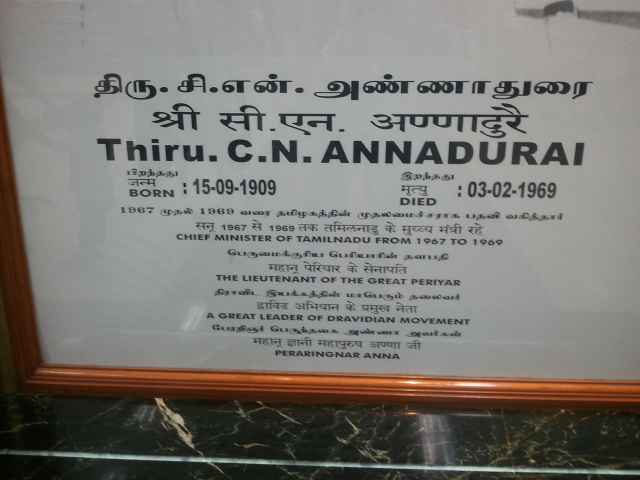 திரு. சி.என். அண்ணாதுரை
श्री सी.एन. अण्णादुरै
Thiru. C.N. ANNADURAI
பிறந்தது
जन्म
BORN : 15-09-1909
இறந்தது
मृत्यु
DIED : 03-02-1969
1967 முதல் 1969 வரை தமிழகத்தின் முதலமைச்சராக பதவி வகித்தார்
सन् 1967 से 1969 तक तमिलनाडु के मुख्य मंत्री रहे
CHIEF MINISTER OF TAMILNADU FROM 1967 TO 1969
பெருமைக்குரிய பெரியாரின் தளபதி
महान् पेरियार के सेनापति
THE LIEUTENANT OF THE GREAT PERIYAR
திராவிட இயக்கத்தின் மாபெரும் தலைவர்
द्राविड अभियान के प्रमुख नेता
A GREAT LEADER OF DRAVIDIAN MOVEMENT
பேரறிஞர் பெருந்தகை அண்ணா அவர்கள்
महान् ज्ञानी महापुरुष अण्णा जी
PERARINGNAR ANNA